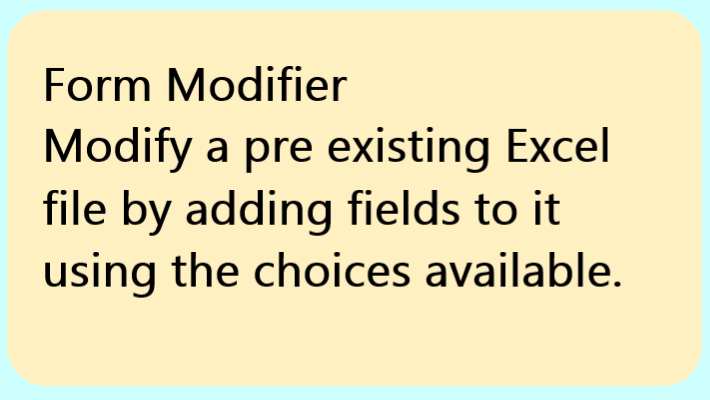 Form Modifier
Modify a pre existing Excel
file by adding fields to it
using the choices available.